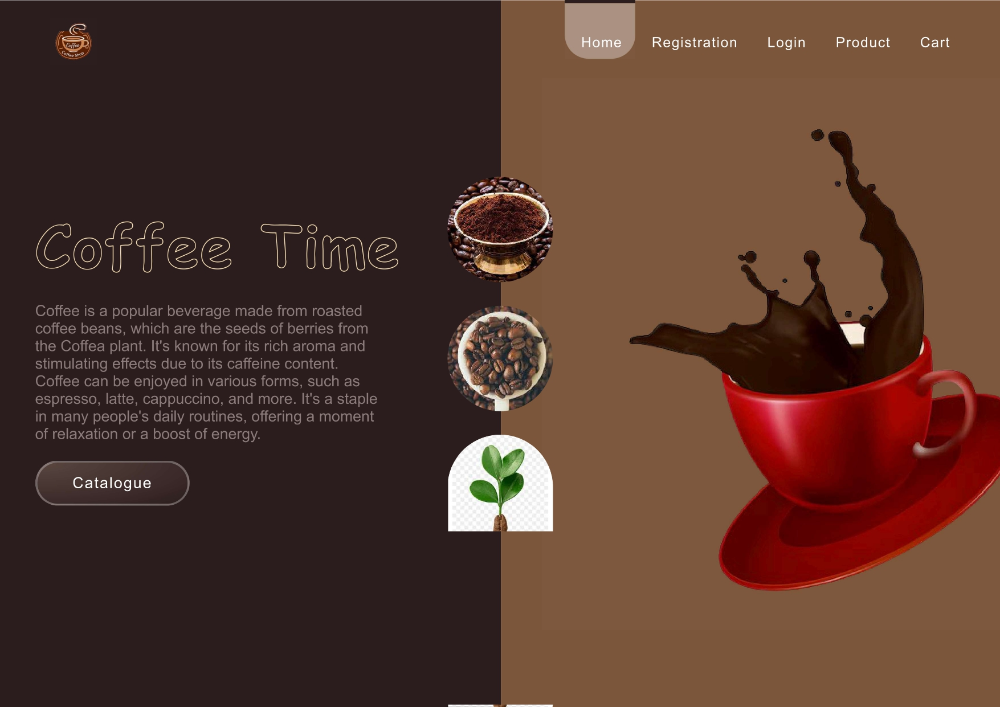 Coffee
Coffee Shop
Home Registration Login Product Cart
Coffee Time
Coffee is a popular beverage made from roasted
coffee beans, which are the seeds of berries from
the Coffea plant. It's known for its rich aroma and
stimulating effects due to its caffeine content.
Coffee can be enjoyed in various forms, such as
espresso, latte, cappuccino, and more. It's a staple
in many people's daily routines, offering a moment
of relaxation or a boost of energy.
Catalogue